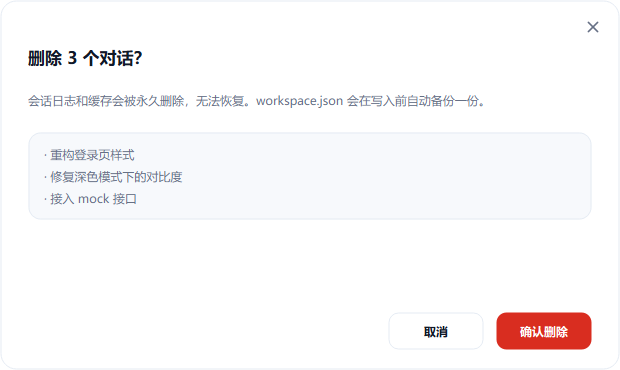 删除 3 个对话？
会话日志和缓存会被永久删除，无法恢复。workspace.json 会在写入前自动备份一份。
· 重构登录页样式
· 修复深色模式下的对比度
· 接入 mock 接口
取消
确认删除